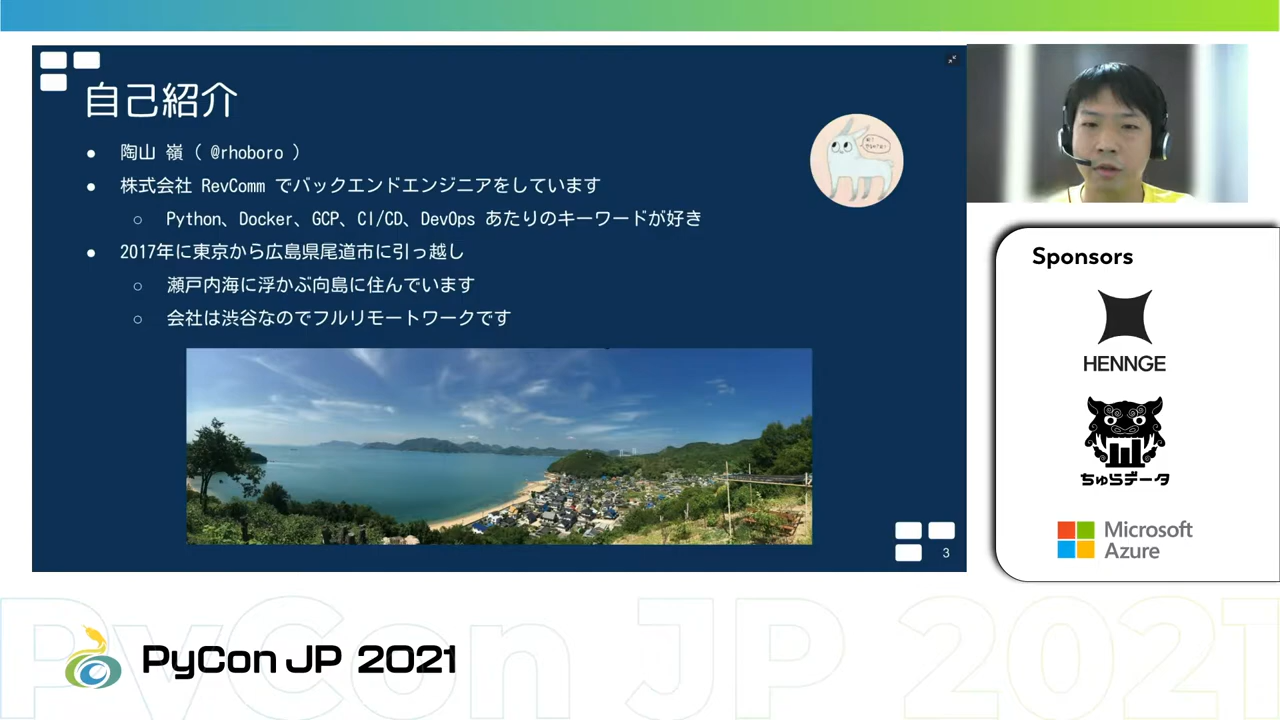 自己紹介
● 陶山 嶺（ @rhoboro ）
● 株式会社 RevComm でバックエンドエンジニアをしています
○ Python、Docker、GCP、CI/CD、DevOps あたりのキーワードが好き
● 2017年に東京から広島県尾道市に引っ越し
○ 瀬戸内海に浮かぶ向島に住んでいます
○ 会社は渋谷なのでフルリモートワークです
3
Sponsors
HENNGE
ちゅらデータ
Microsoft
Azure
PyCon JP 2021
PyCon JP 2021